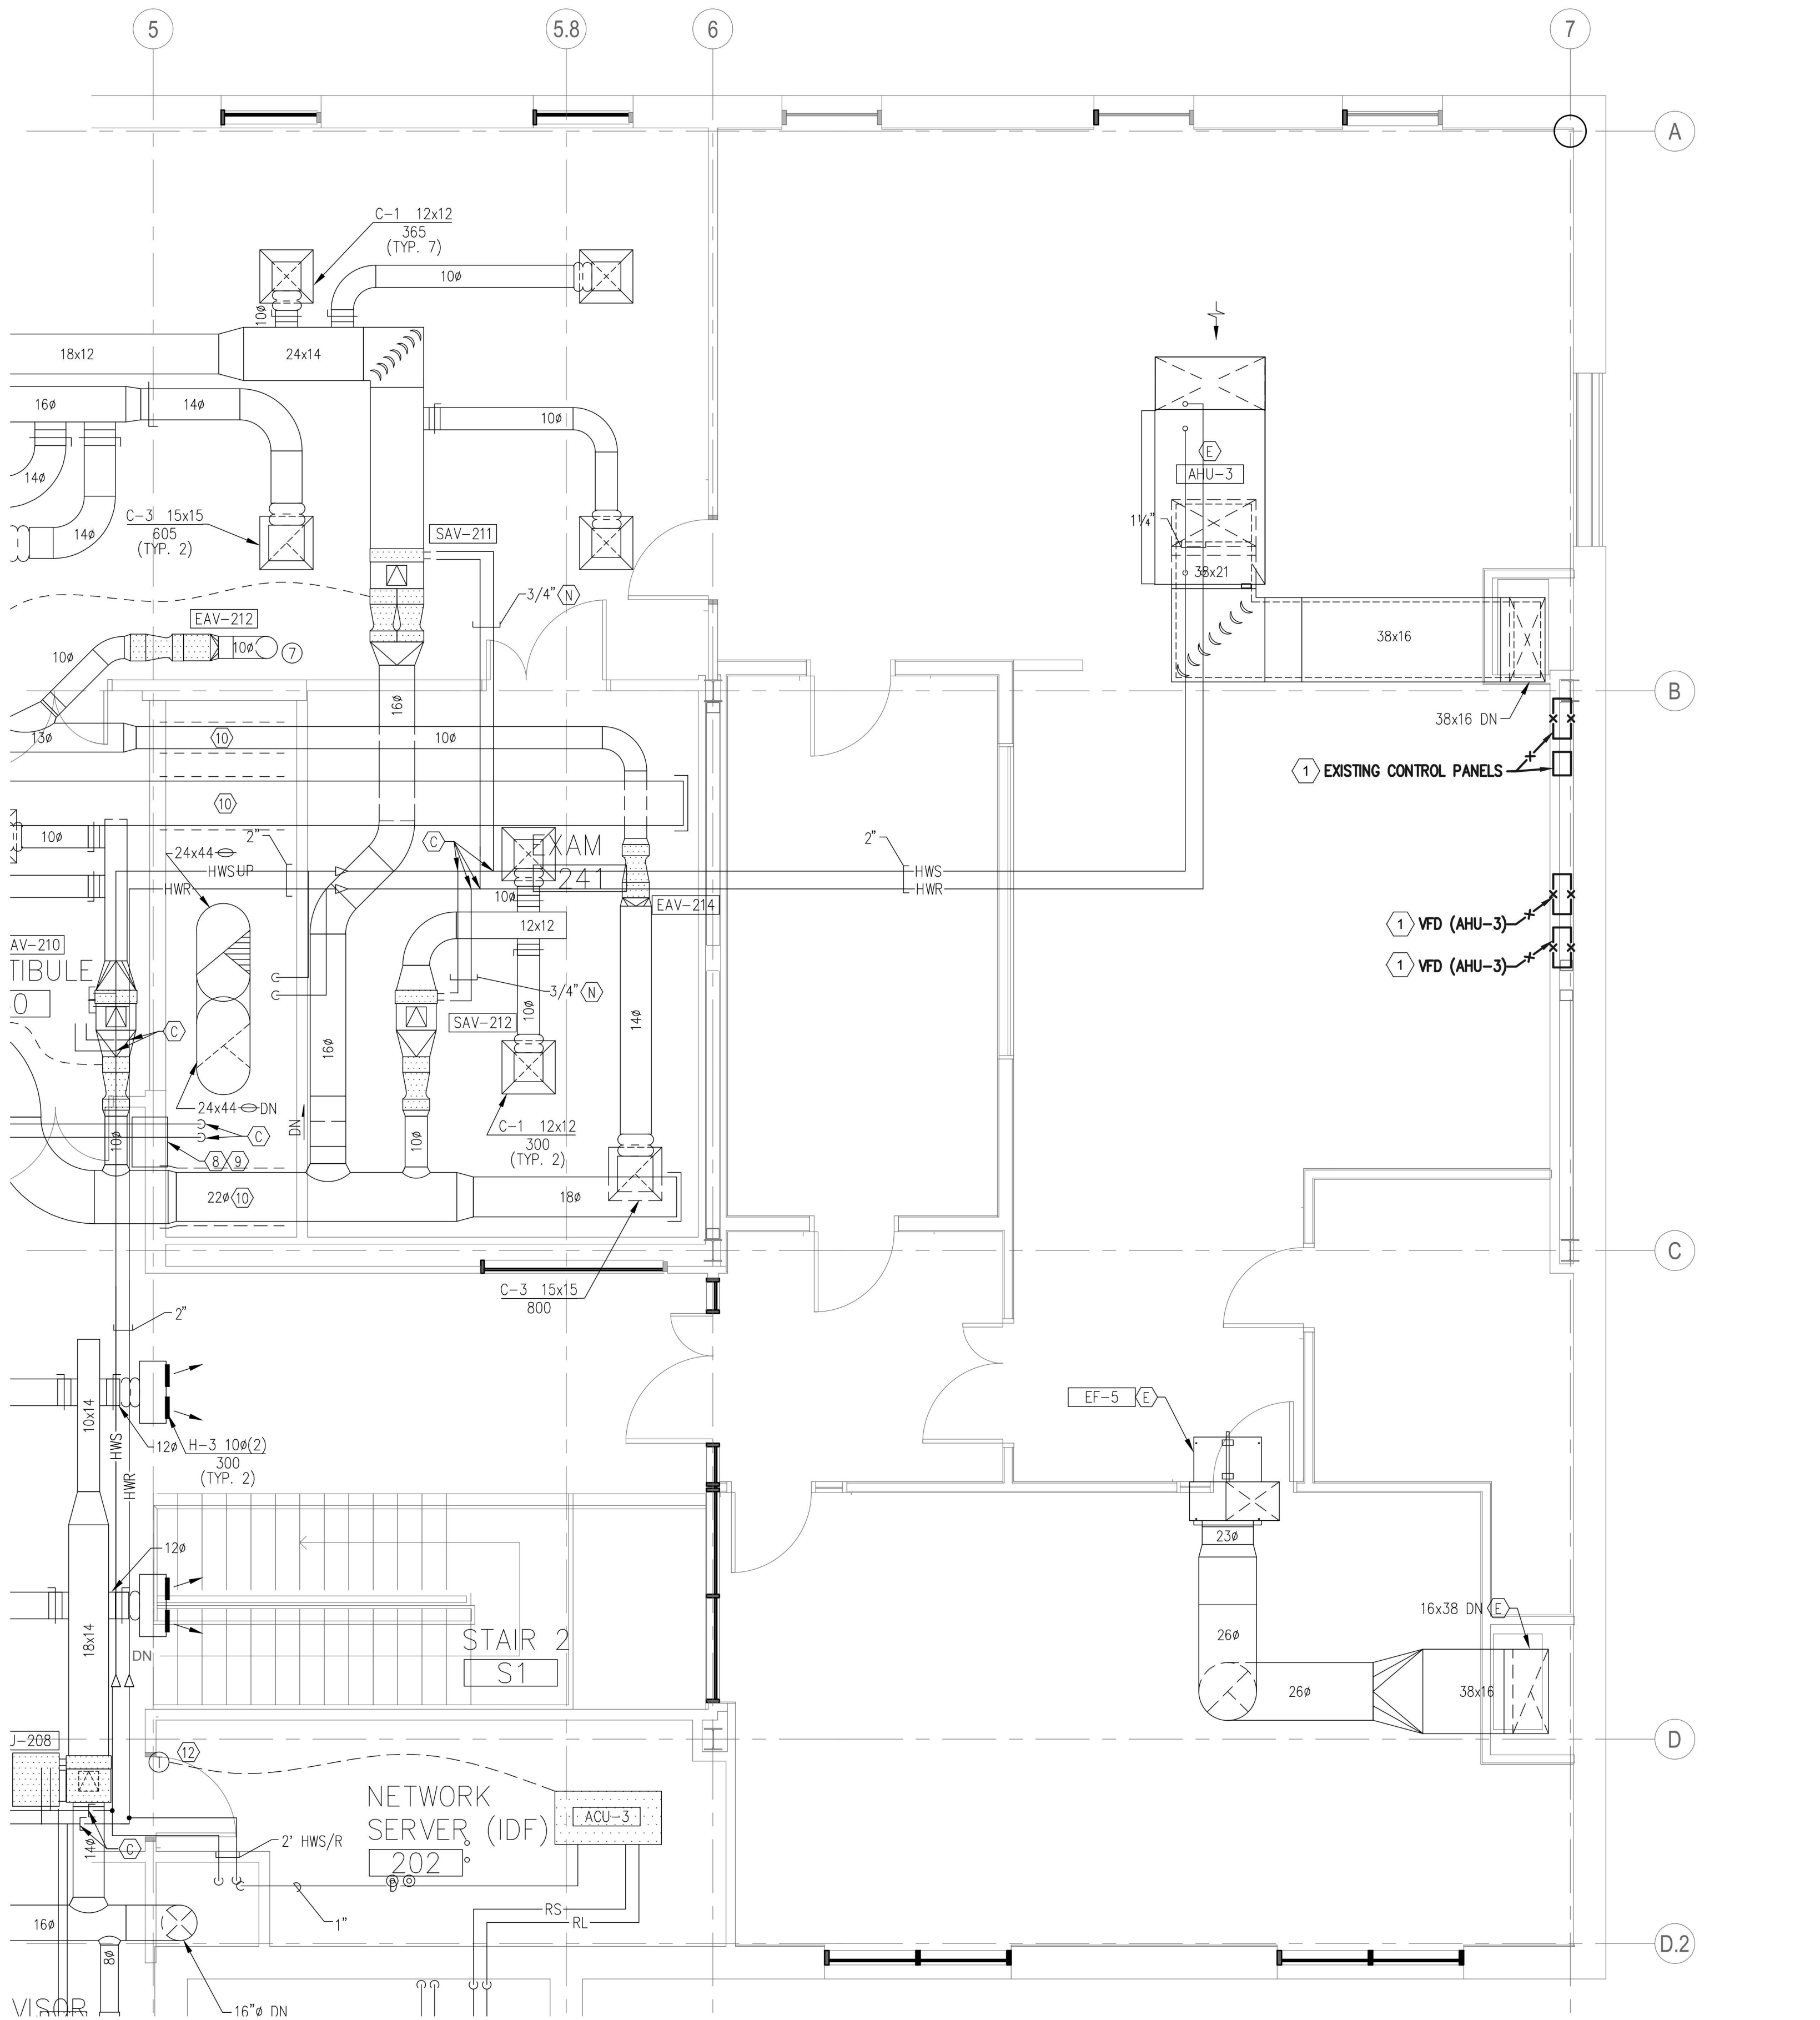 5
5.8
6
7
A
C-1 12x12
365
(TYP. 7)
10ø
10ø
18x12
24x14
16ø
14ø
10ø
14ø
E
AHU-3
C-3 15x15
605
(TYP. 2)
14ø
SAV-211
1¼"
38x21
3/4" N
EAV-212
10ø
10ø
7
38x16
B
16ø
38x16 DN
13ø
10
10ø
1 EXISTING CONTROL PANELS
10
10ø
2"
C
EXAM
241
2"
24x44
HWS
UP
HWS
HWR
HWR
10ø
EAV-214
12x12
1 VFD (AHU-3)
AV-210
TIBULE
0
1 VFD (AHU-3)
3/4" N
10ø
SAV-212
14ø
C
16ø
24x44 DN
DN
C
10ø
10ø
C-1 12x12
300
(TYP. 2)
8
9
22ø
10
18ø
C
C-3 15x15
800
2"
10x14
HWS
EF-5 E
12ø
H-3 10ø(2)
300
(TYP. 2)
HWR
23ø
12ø
16x38 DN E
18x14
DN
STAIR 2
S1
26ø
26ø
38x16
J-208
T
12
D
NETWORK
SERVER (IDF)
202
ACU-3
14ø
C
2' HWS/R
D
1"
RS
RL
16ø
8ø
D.2
VISOR
16"ø DN